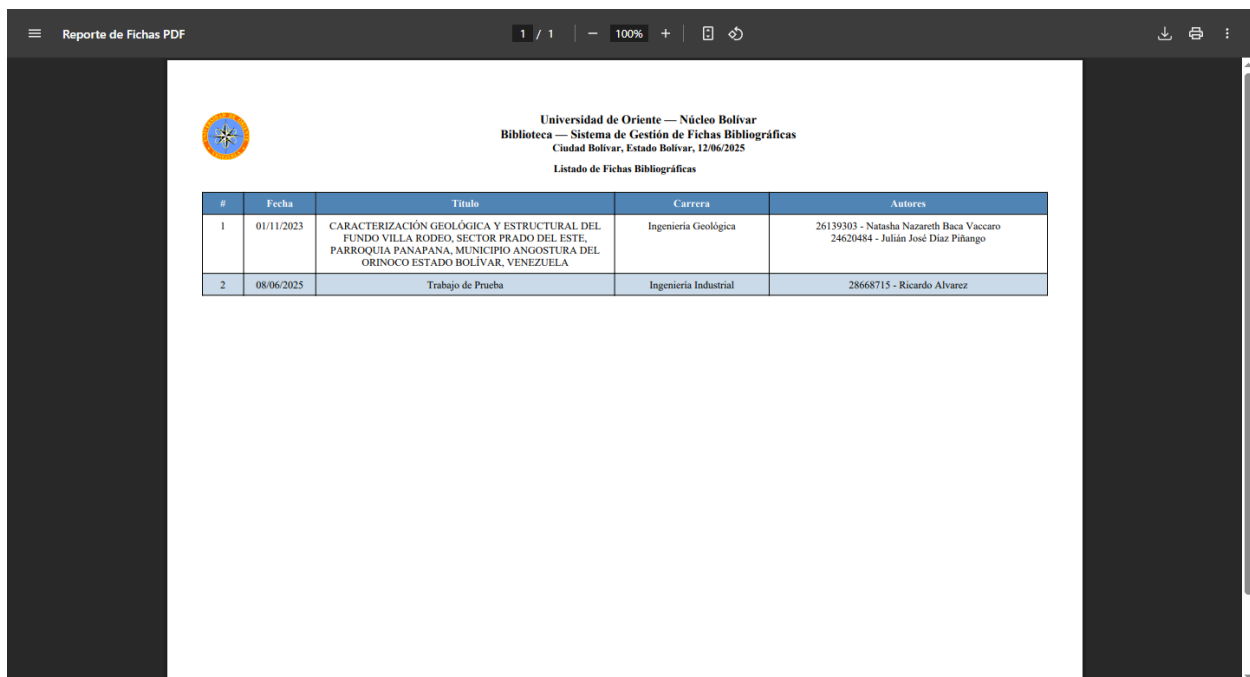 Reporte de Fichas PDF
1 / 1
100%
Universidad de Oriente — Núcleo Bolívar
Biblioteca — Sistema de Gestión de Fichas Bibliográficas
Ciudad Bolívar, Estado Bolívar, 12/06/2025
Listado de Fichas Bibliográficas
# Fecha Título Carrera Autores
1 01/11/2023 CARACTERIZACIÓN GEOLÓGICA Y ESTRUCTURAL DEL Ingeniería Geológica 26139303 - Natasha Nazareth Baca Vaccaro
FUNDO VILLA RODEO, SECTOR PRADO DEL ESTE, 24620484 - Julián José Díaz Piñango
PARROQUIA PANAPANA, MUNICIPIO ANGOSTURA DEL
ORINOCO ESTADO BOLÍVAR, VENEZUELA
2 08/06/2025 Trabajo de Prueba Ingeniería Industrial 28668715 - Ricardo Alvarez